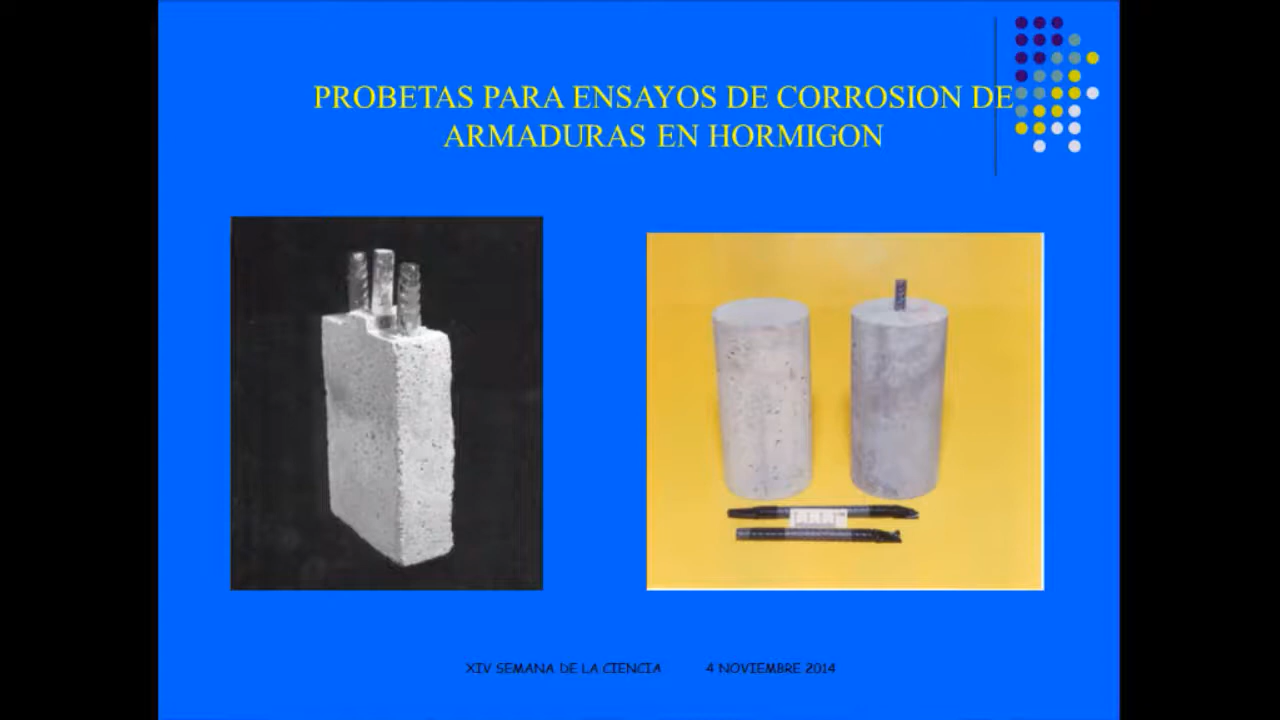 PROBETAS PARA ENSAYOS DE CORROSION DE
ARMADURAS EN HORMIGON
XIV SEMANA DE LA CIENCIA 4 NOVIEMBRE 2014